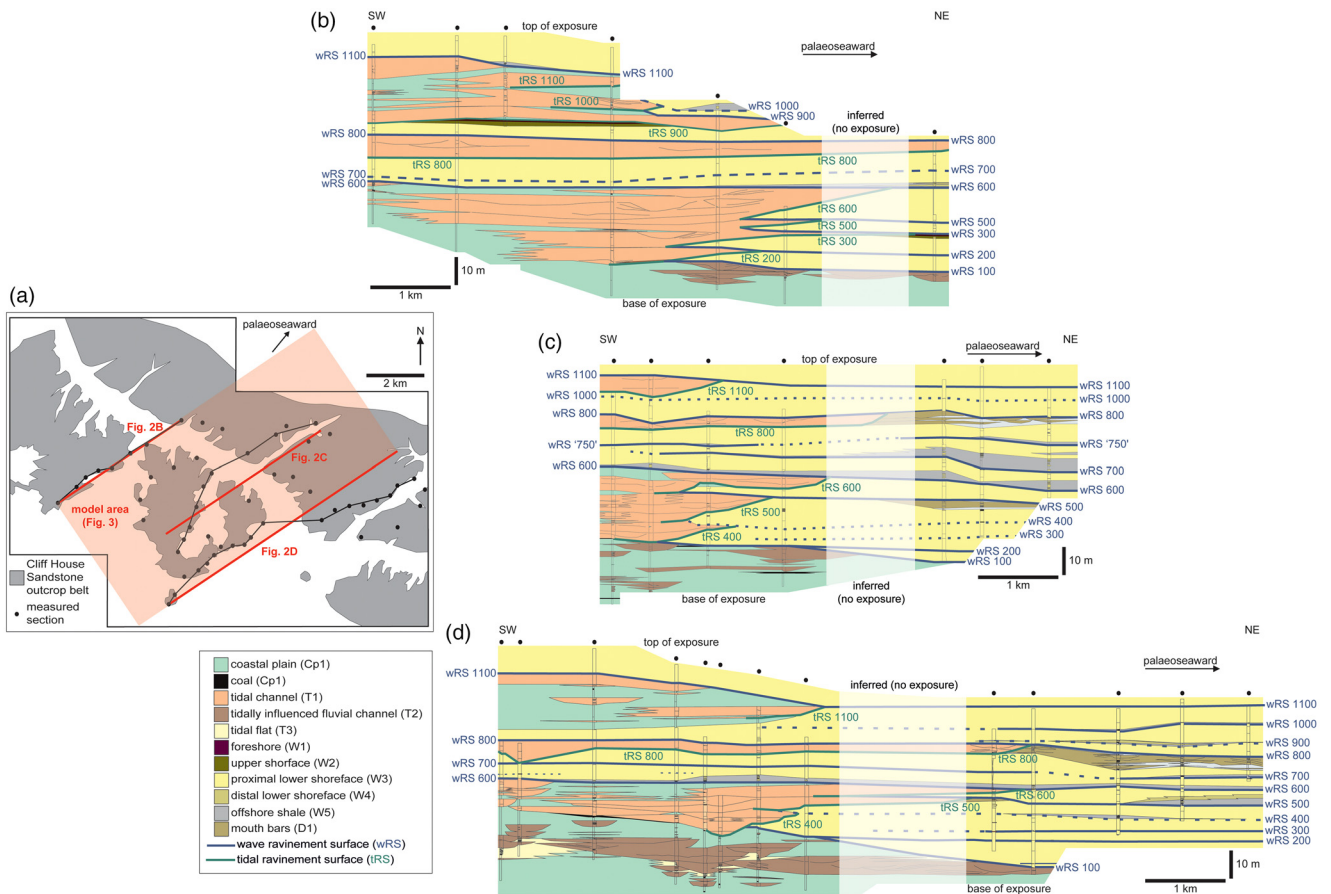 (b)
SW
top of exposure
NE
palaeoseaward
wRS 1100
wRS 1100
tRS 1100
tRS 1000
wRS 1000
wRS 900
tRS 900
inferred
(no exposure)
wRS 800
wRS 800
tRS 800
tRS 800
wRS 700
wRS 600
wRS 700
wRS 600
tRS 600
wRS 500
tRS 500
wRS 300
tRS 300
wRS 200
tRS 200
wRS 100
10 m
1 km
base of exposure
(a)
palaeoseaward
N
2 km
Fig. 2B
Fig. 2C
model area
(Fig. 3)
Fig. 2D
Cliff House
Sandstone
outcrop belt
measured
section
(c)
SW
NE
top of exposure
palaeoseaward
wRS 1100
wRS 1100
tRS 1100
wRS 1000
wRS 1000
wRS 800
wRS 800
tRS 800
wRS '750'
wRS '750'
wRS 600
wRS 700
tRS 600
wRS 600
tRS 500
wRS 500
wRS 400
tRS 400
wRS 300
wRS 200
wRS 100
10 m
1 km
base of exposure
inferred
(no exposure)
coastal plain (Cp1)
coal (Cp1)
tidal channel (T1)
tidally influenced fluvial channel (T2)
tidal flat (T3)
foreshore (W1)
upper shorface (W2)
proximal lower shoreface (W3)
distal lower shoreface (W4)
offshore shale (W5)
mouth bars (D1)
wave ravinement surface (wRS)
tidal ravinement surface (tRS)
(d)
SW
NE
top of exposure
palaeoseaward
inferred (no exposure)
wRS 1100
wRS 1100
tRS 1100
wRS 1000
wRS 900
wRS 800
tRS 800
tRS 800
wRS 800
wRS 700
wRS 700
wRS 600
tRS 600
wRS 600
tRS 500
wRS 500
tRS 400
wRS 400
wRS 300
wRS 200
wRS 100
10 m
1 km
base of exposure